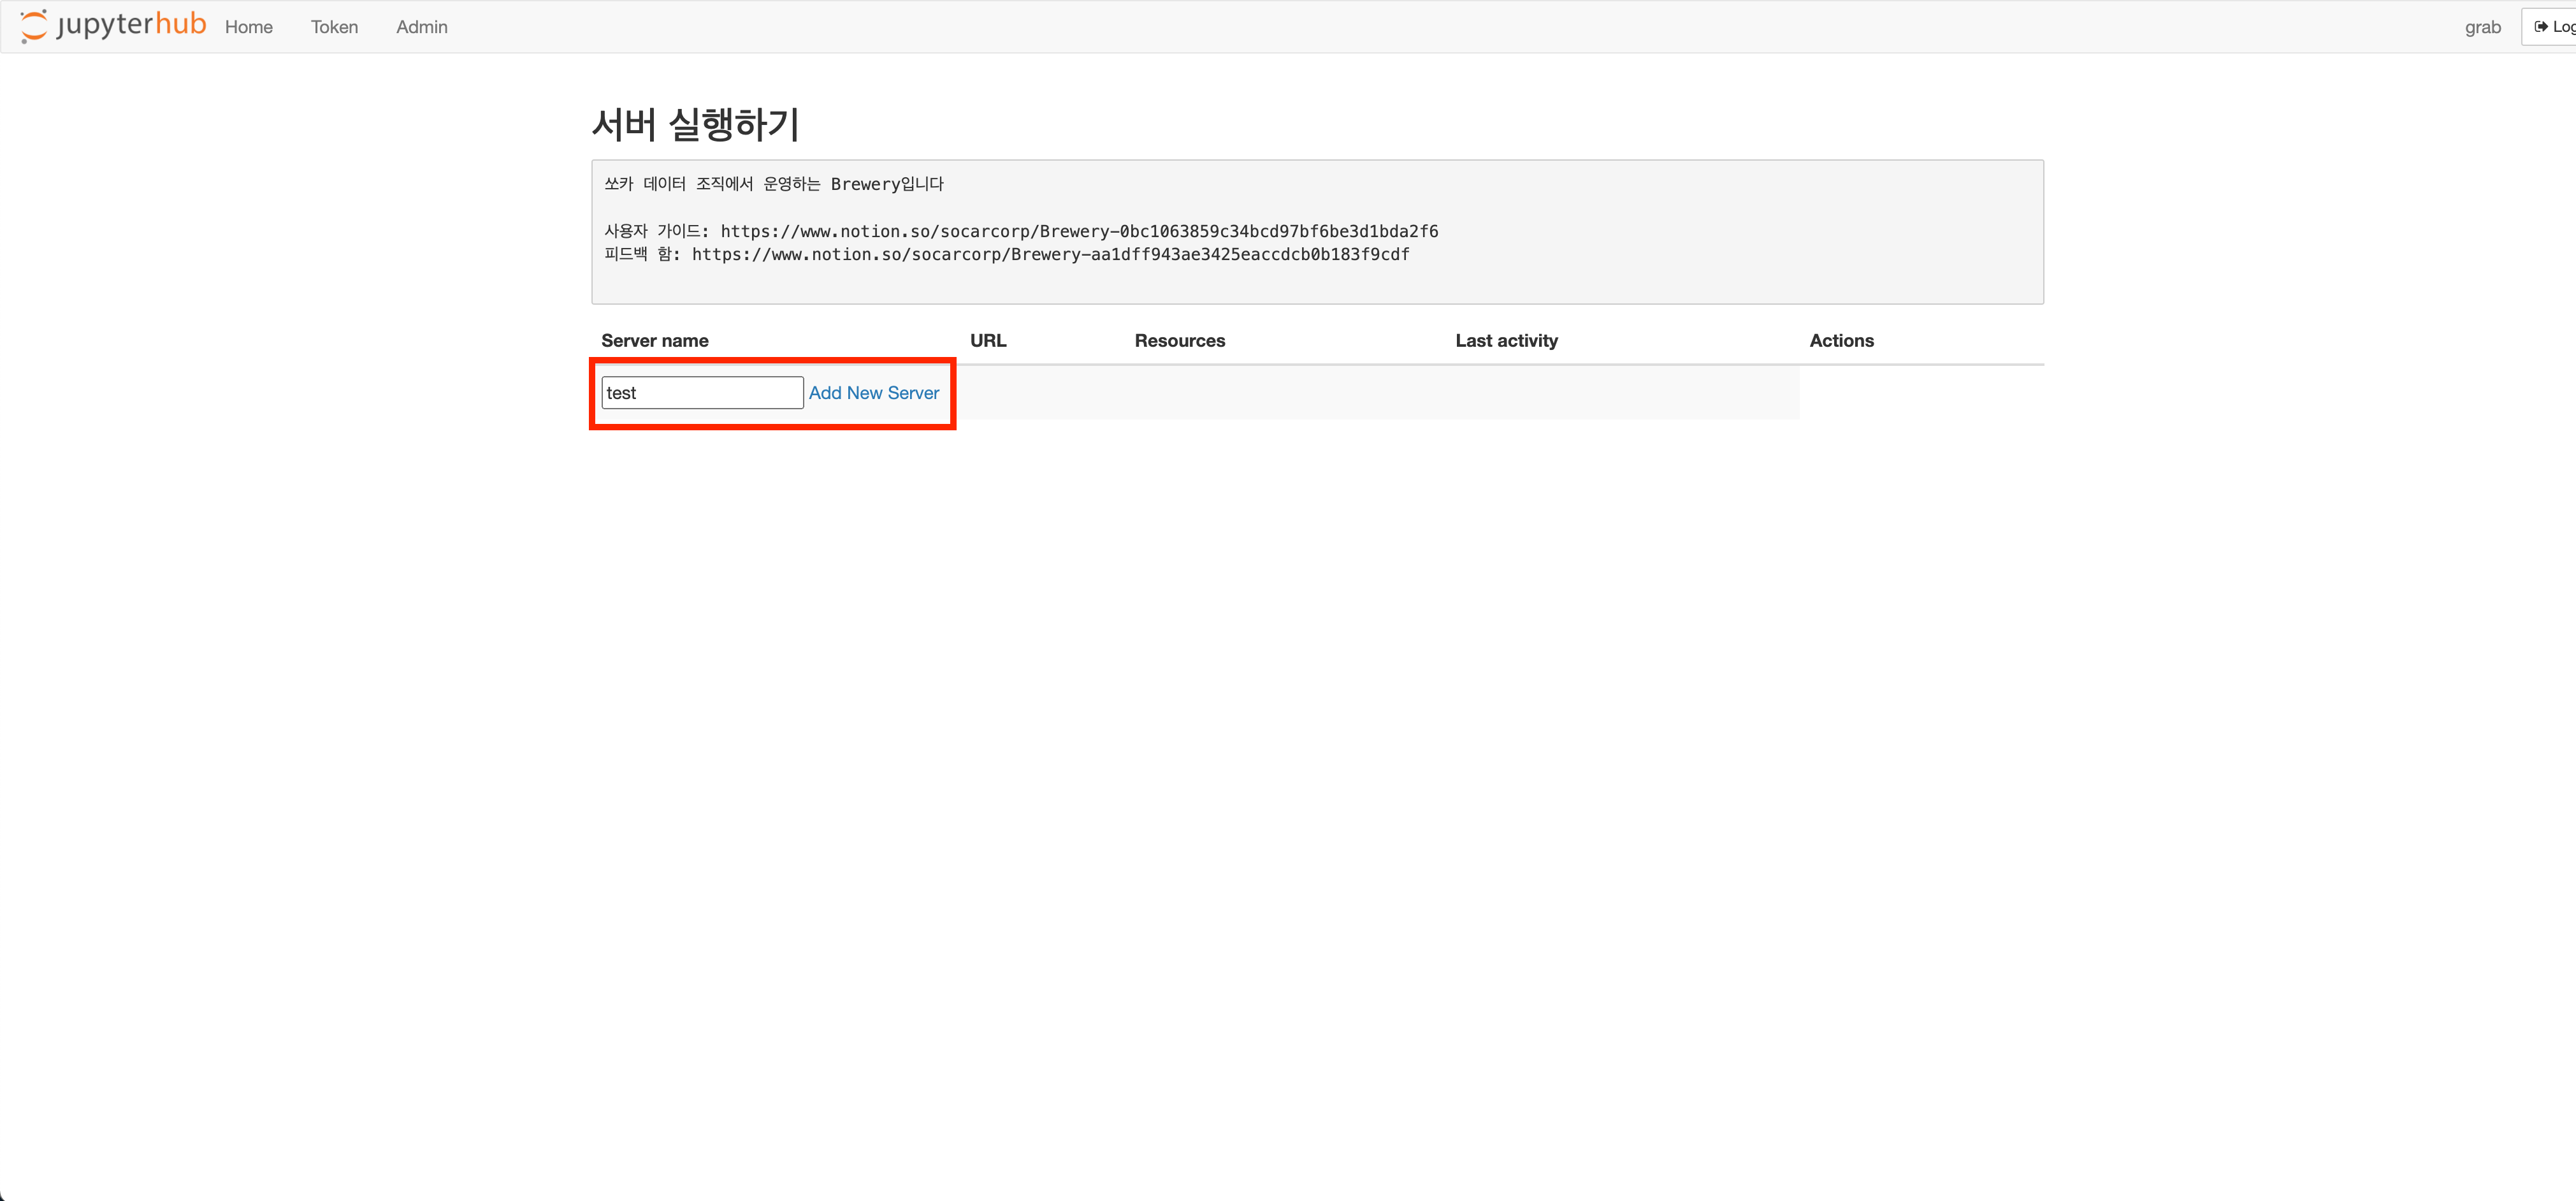 jupyterhub Home Token Admin grab Log
서버 실행하기
쏘카 데이터 조직에서 운영하는 Brewery입니다
사용자 가이드: https://www.notion.so/socarcorp/Brewery-0bc1063859c34bcd97bf6be3d1bda2f6
피드백 함: https://www.notion.so/socarcorp/Brewery-aa1dff943ae3425eaccdcb0b183f9cdf
Server name URL Resources Last activity Actions
test Add New Server